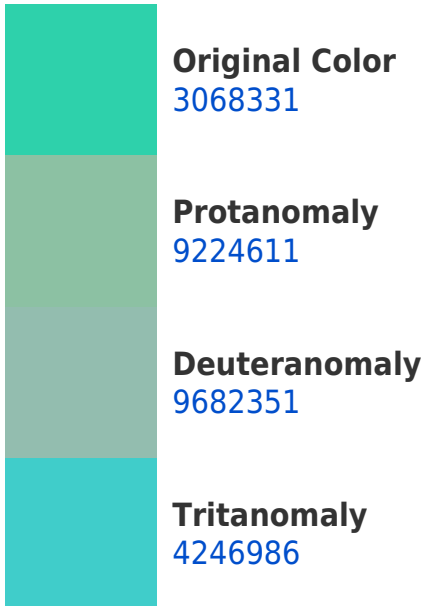 Original Color
3068331
Protanomaly
9224611
Deuteranomaly
9682351
Tritanomaly
4246986